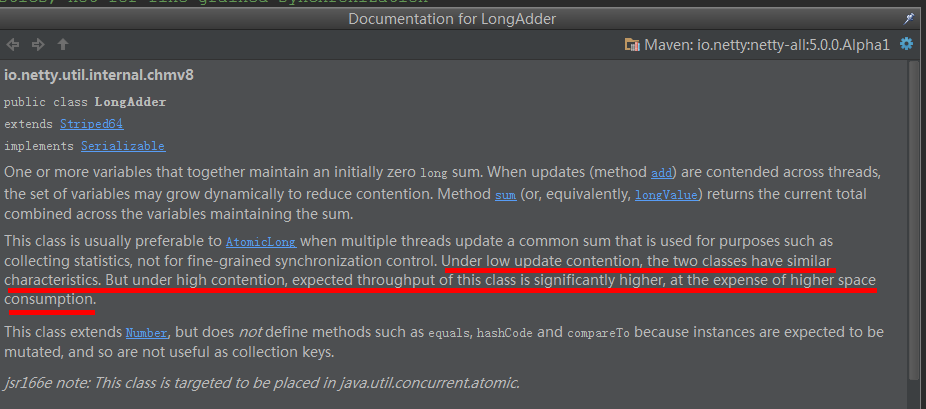 Documentation for LongAdder
Maven: io.netty:netty-all:5.0.0.Alpha1
io.netty.util.internal.chmv8
public class LongAdder
extends Striped64
implements Serializable
One or more variables that together maintain an initially zero long sum. When updates (method add) are contended across threads,
the set of variables may grow dynamically to reduce contention. Method sum (or, equivalently, longValue) returns the current total
combined across the variables maintaining the sum.
This class is usually preferable to AtomicLong when multiple threads update a common sum that is used for purposes such as
collecting statistics, not for fine-grained synchronization control. Under low update contention, the two classes have similar
characteristics. But under high contention, expected throughput of this class is significantly higher, at the expense of higher space
consumption.
This class extends Number, but does not define methods such as equals, hashCode and compareTo because instances are expected to be
mutated, and so are not useful as collection keys.
jsr166e note: This class is targeted to be placed in java.util.concurrent.atomic.